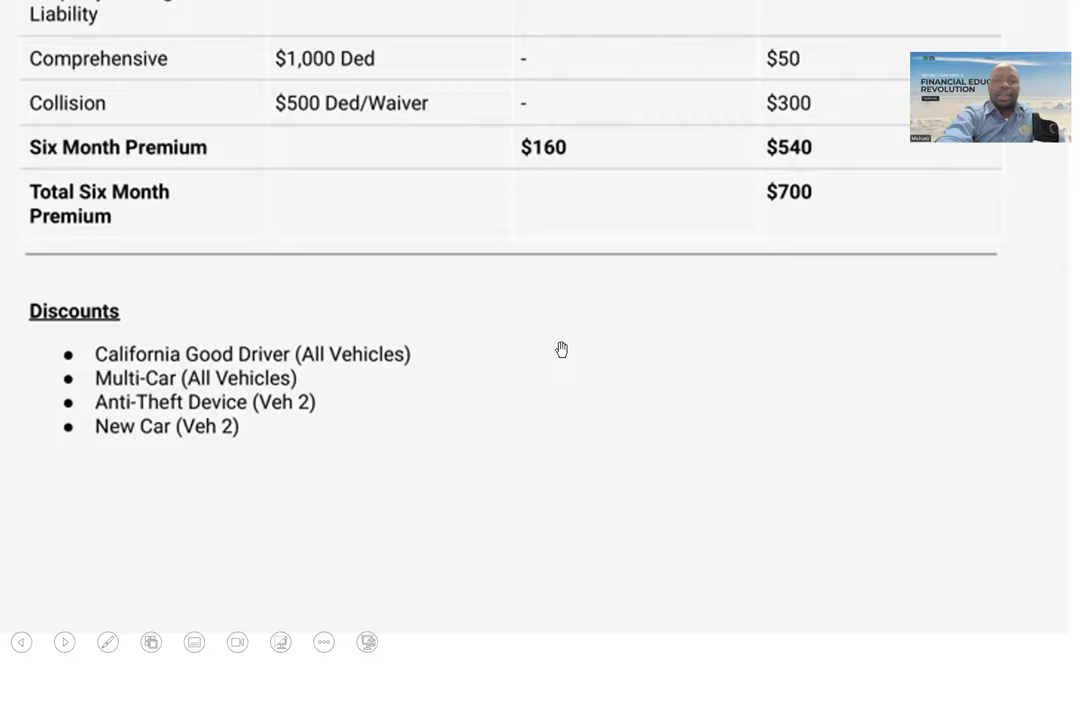 Liability
Comprehensive $1,000 Ded - $50
Collision $500 Ded/Waiver - $300
Six Month Premium $160 $540
Total Six Month Premium $700
Discounts
● California Good Driver (All Vehicles)
● Multi-Car (All Vehicles)
● Anti-Theft Device (Veh 2)
● New Car (Veh 2)
FINANCIAL EDUC
REVOLUTION
Michael